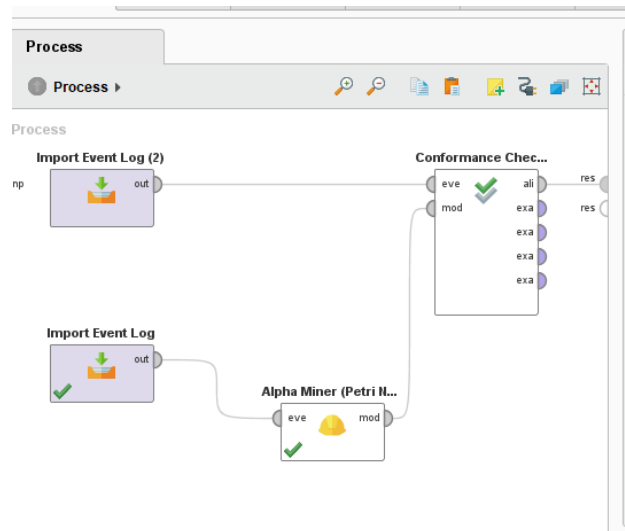 Process
Process
Process
Import Event Log (2)
Conformance Chec...
np
out
eve
ali
res
mod
exa
res
exa
exa
exa
Import Event Log
out
Alpha Miner (Petri N...
eve
mod